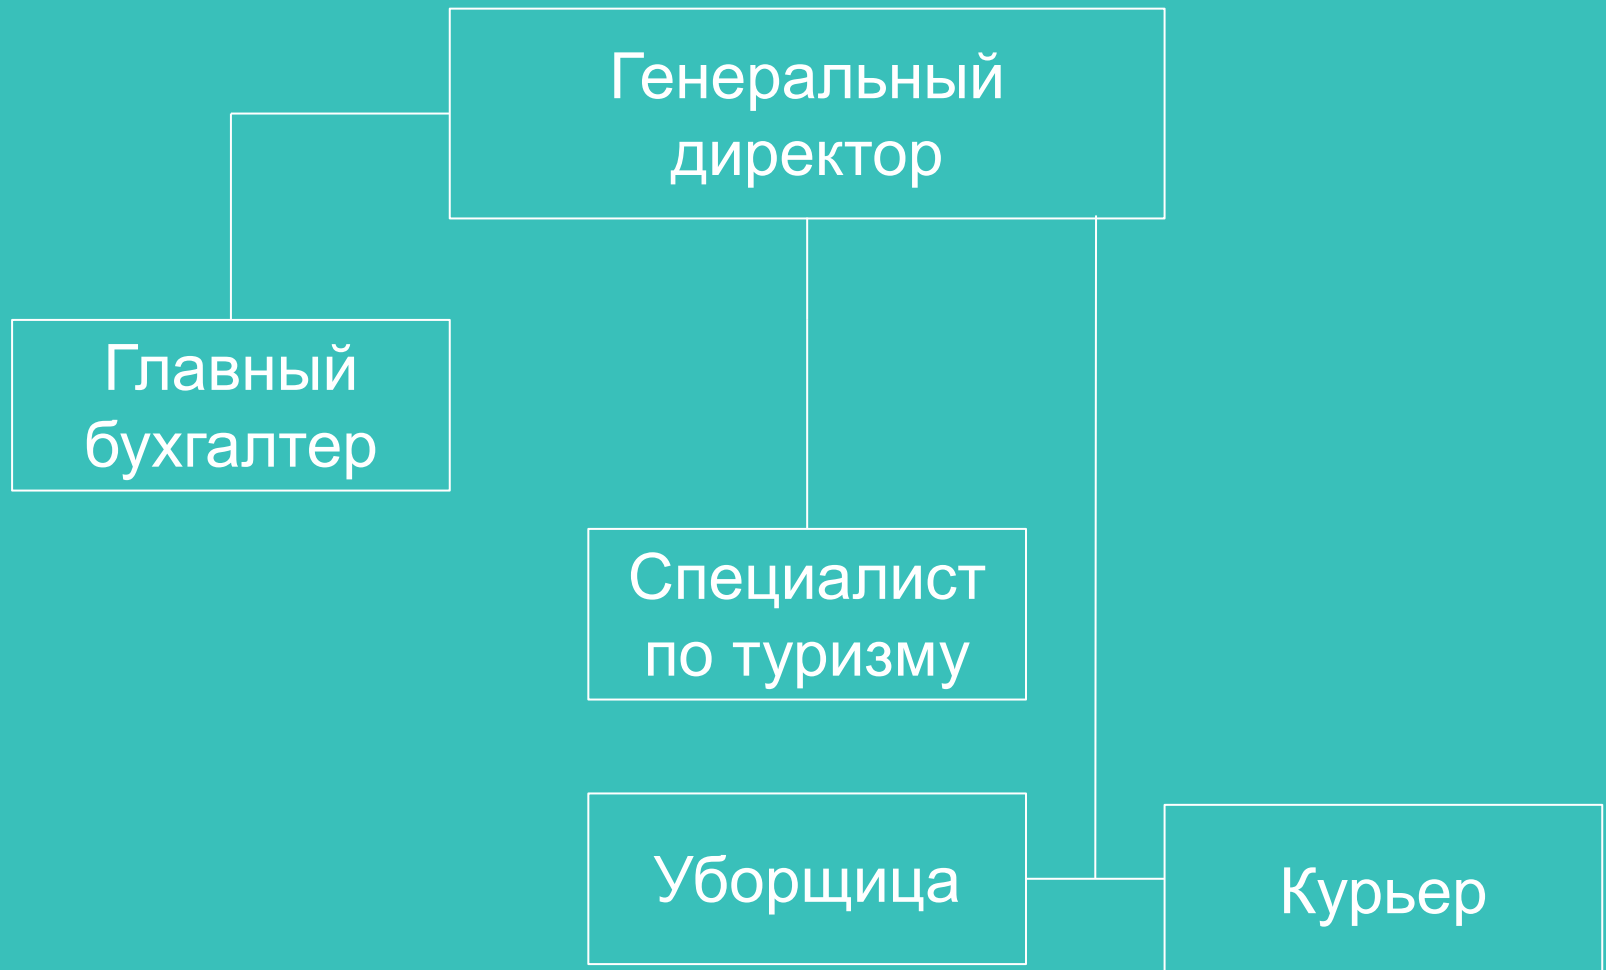 Генеральный
директор
Главный
бухгалтер
Специалист
по туризму
Уборщица
Курьер